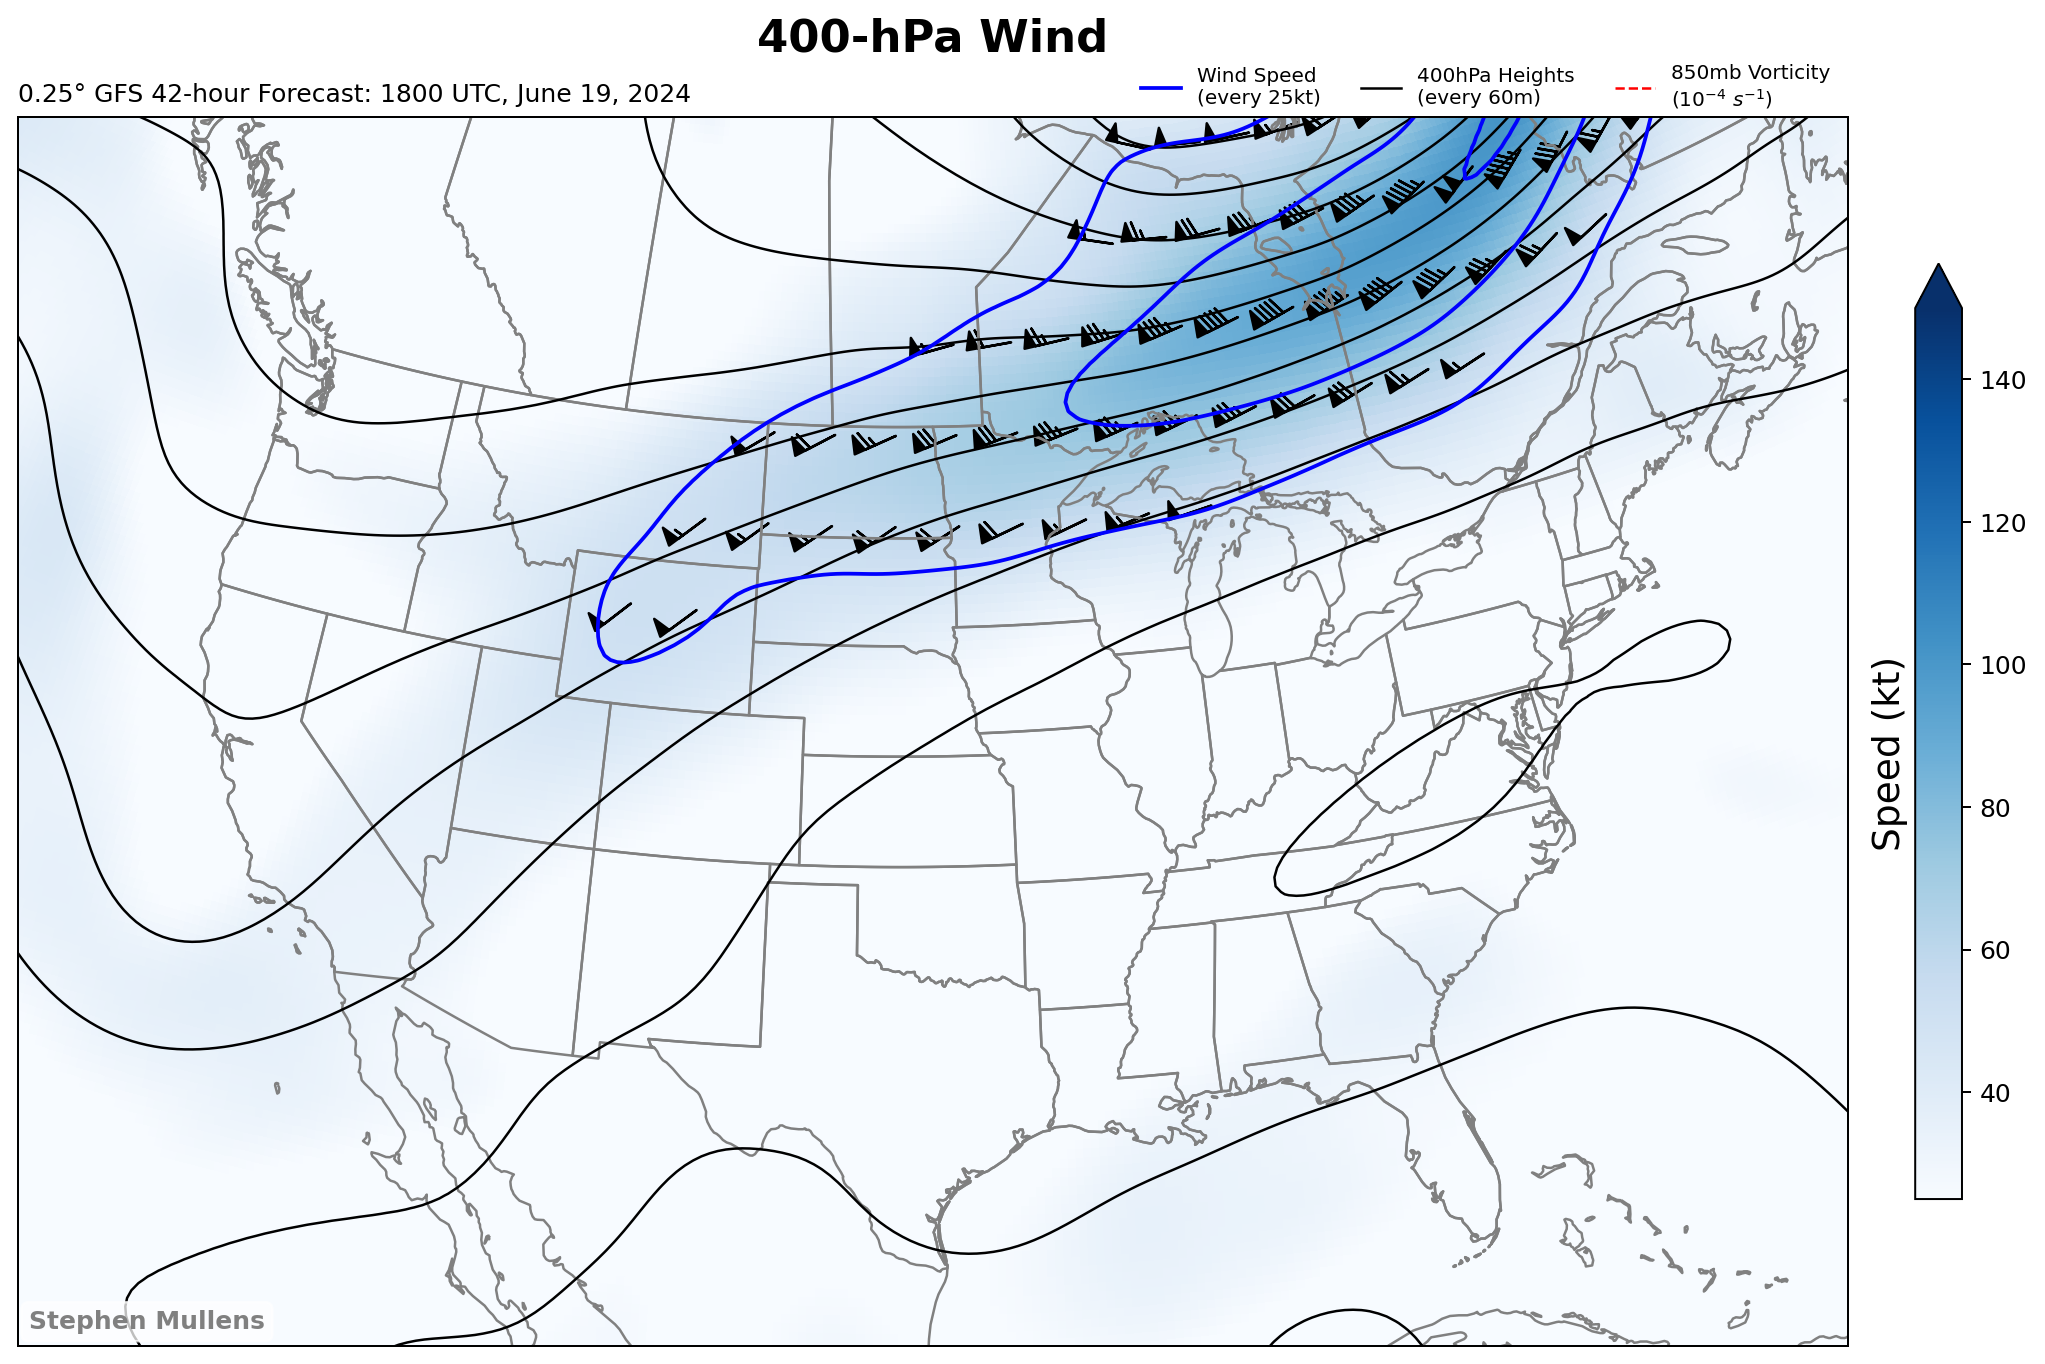 400-hPa Wind
0.25° GFS 42-hour Forecast: 1800 UTC, June 19, 2024
Wind Speed
(every 25kt)
400hPa Heights
(every 60m)
850mb Vorticity
(10⁻⁴ s⁻¹)
140
120
100
80
60
40
Speed (kt)
Stephen Mullens